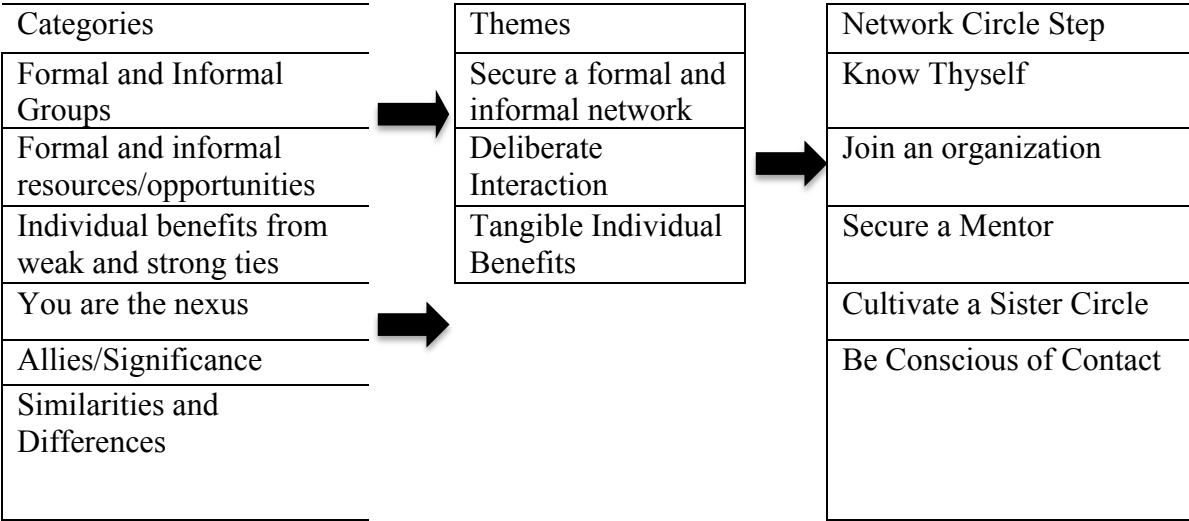 Categories
Formal and Informal
Groups
Formal and informal
resources/opportunities
Individual benefits from
weak and strong ties
You are the nexus
Allies/Significance
Similarities and
Differences
Themes
Secure a formal and
informal network
Deliberate
Interaction
Tangible Individual
Benefits
Network Circle Step
Know Thyself
Join an organization
Secure a Mentor
Cultivate a Sister Circle
Be Conscious of Contact